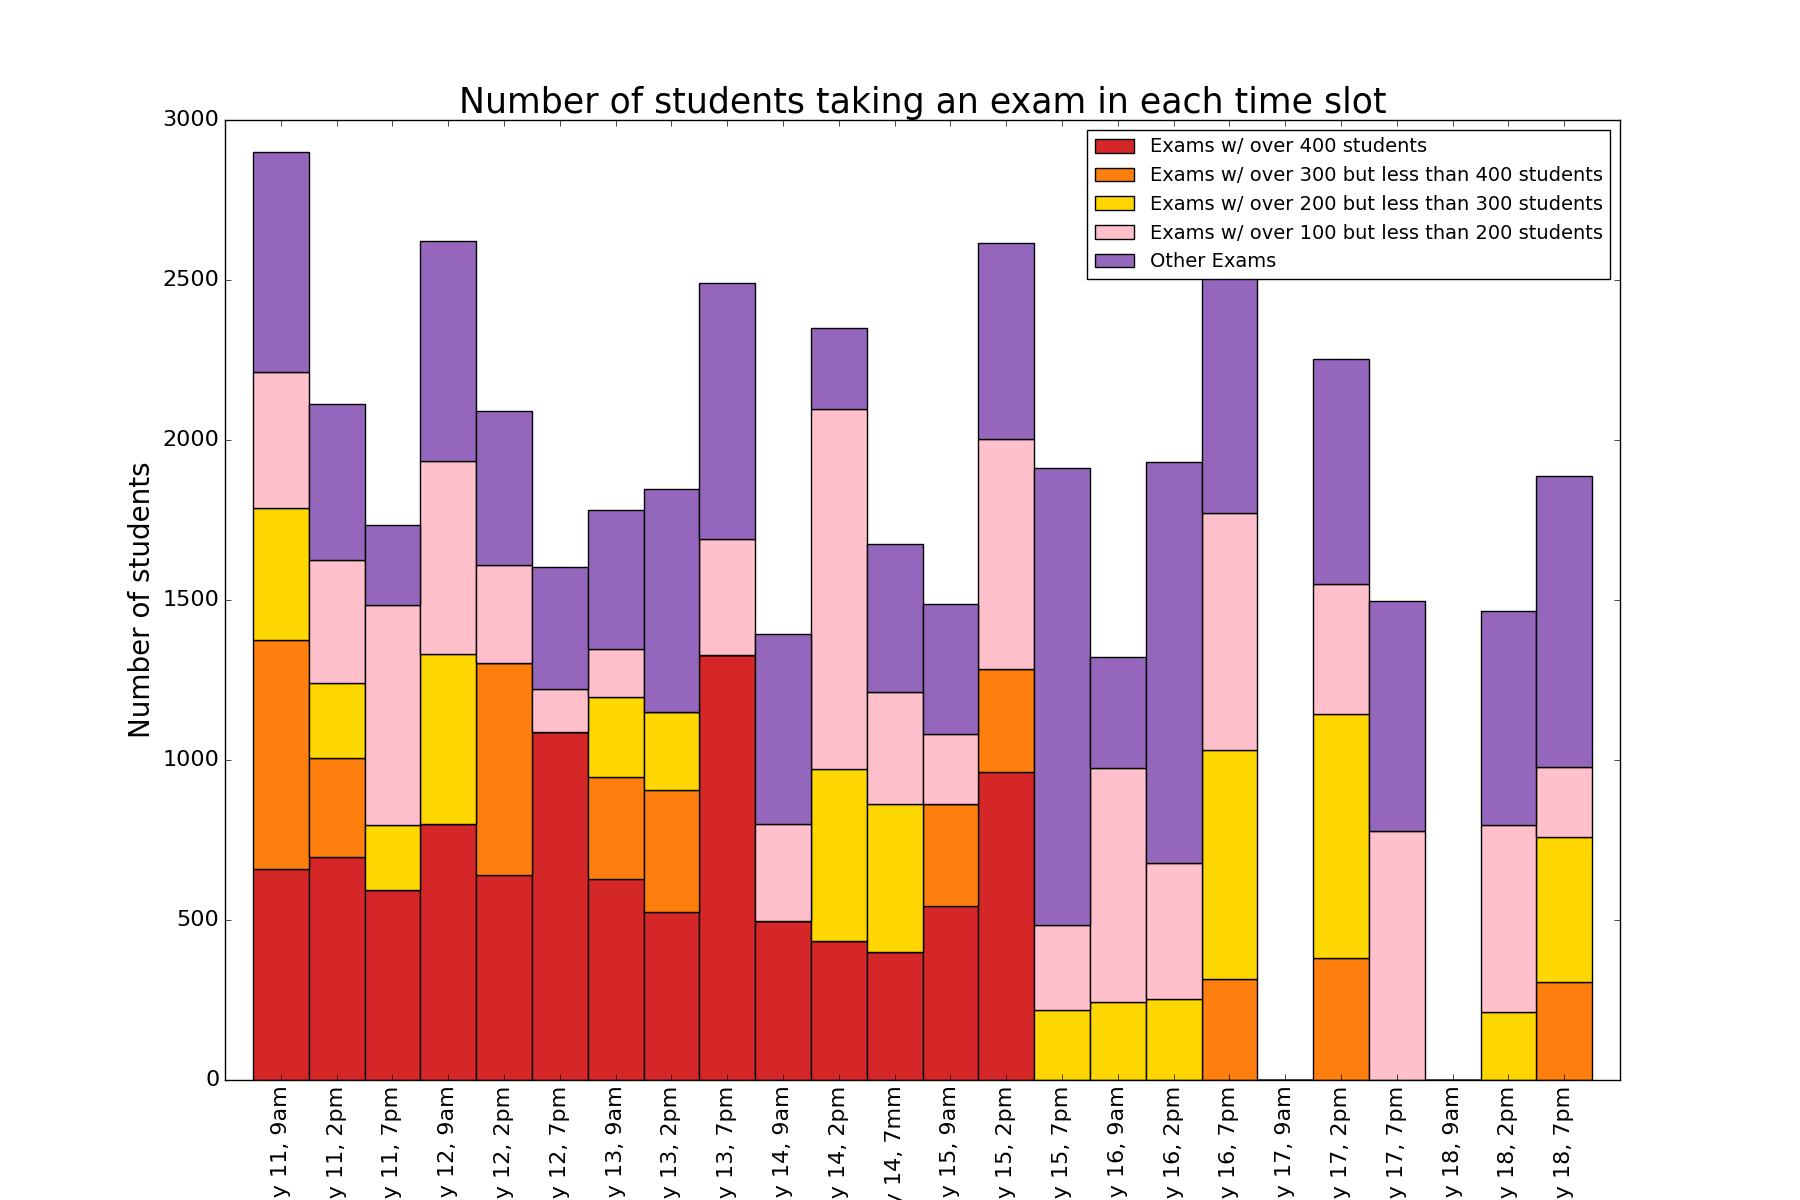 Number of students taking an exam in each time slot
Exams w/ over 400 students
Exams w/ over 300 but less than 400 students
Exams w/ over 200 but less than 300 students
Exams w/ over 100 but less than 200 students
Other Exams
Number of students
3000
2500
2000
1500
1000
500
0
y 11, 9am
y 11, 2pm
y 11, 7pm
y 12, 9am
y 12, 2pm
y 12, 7pm
y 13, 9am
y 13, 2pm
y 13, 7pm
y 14, 9am
y 14, 2pm
y 14, 7mm
y 15, 9am
y 15, 2pm
y 15, 7pm
y 16, 9am
y 16, 2pm
y 16, 7pm
y 17, 9am
y 17, 2pm
y 17, 7pm
y 18, 9am
y 18, 2pm
y 18, 7pm